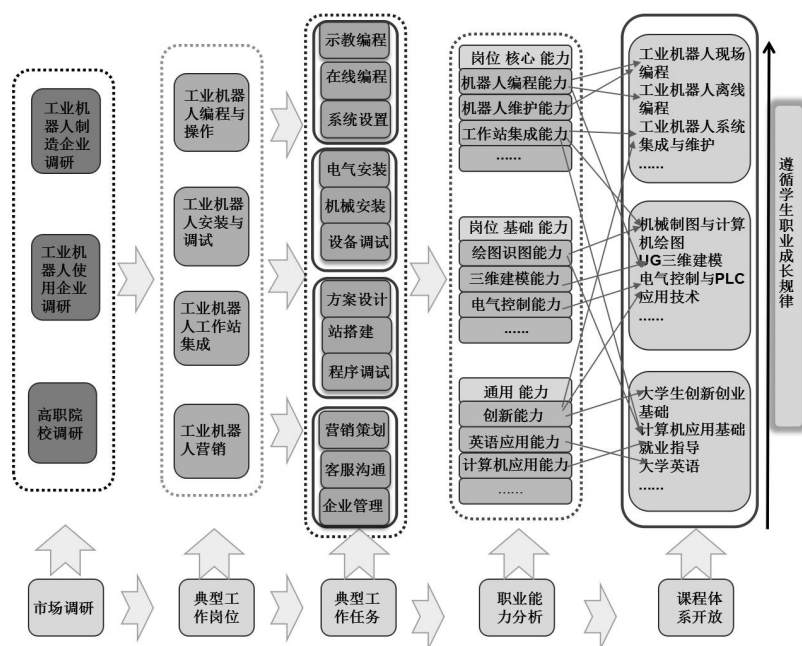 工业机
器人制
造企业
调研
工业机器
人使用企
业调研
高职院
校调研
工业机器
人编程与
操作
工业机器
人安装与
调试
工业机器
人工作站
集成
工业机器
人营销
示教编程
在线编程
系统设置
电气安装
机械安装
设备调试
方案设计
站搭建
程序调试
营销策划
客服沟通
企业管理
岗位 核心 能力
机器人编程能力
机器人维护能力
工作站集成能力
......
岗位 基础 能力
绘图识图能力
三维建模能力
电气控制能力
......
通用 能力
创新能力
英语应用能力
计算机应用能力
......
工业机器人现场
编程
工业机器人离线
编程
工业机器人系统
集成与维护
......
机械制图与计算
机绘图
UG三维建模
电气控制与PLC
应用技术
......
大学生创新创业
基础
计算机应用基础
就业指导
大学英语
......
遵循学生职业成长规律
市场调研
典型工
作岗位
典型工
作任务
职业能
力分析
课程体
系开放